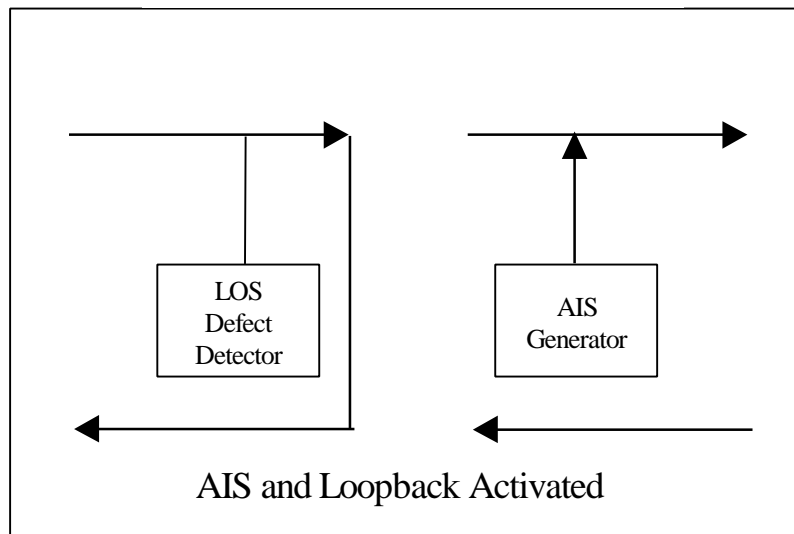 LOS
Defect
Detector
AIS
Generator
AIS and Loopback Activated